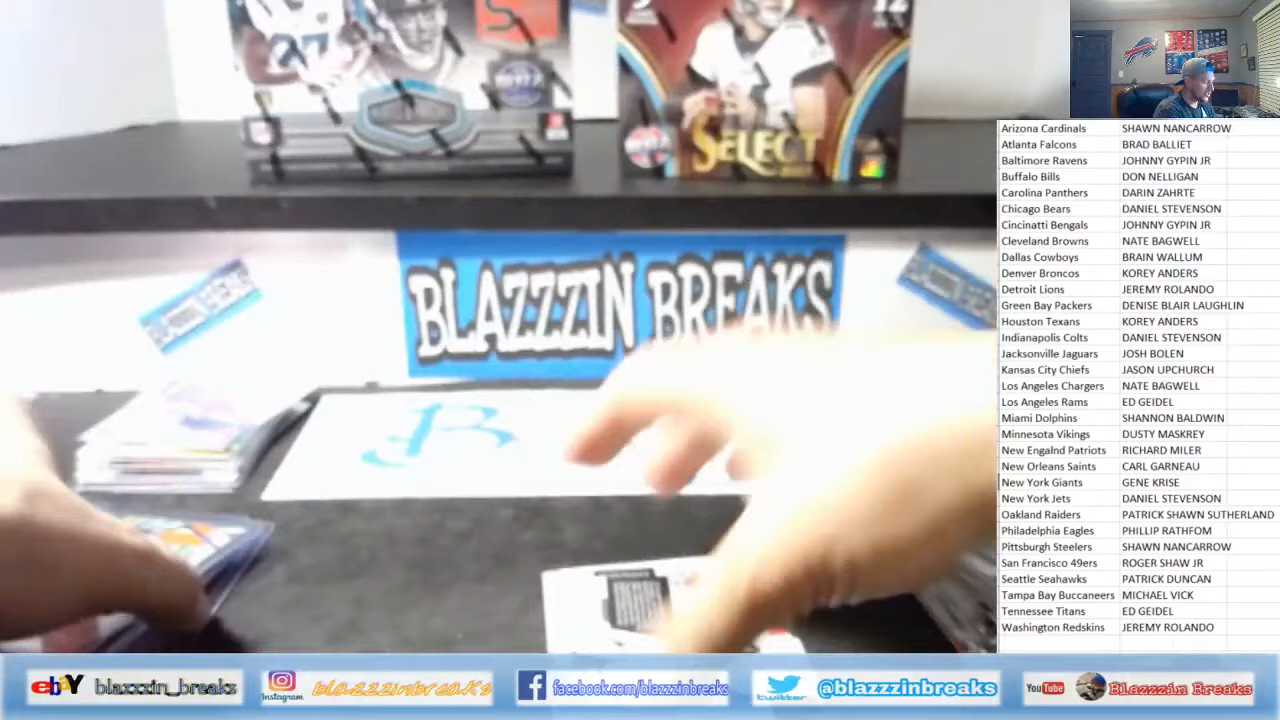 12
SELECT
BLAZZZIN BREAKS
B
Arizona Cardinals SHAWN NANCARROW
Atlanta Falcons BRAD BALLIET
Baltimore Ravens JOHNNY GYPIN JR
Buffalo Bills DON NELLIGAN
Carolina Panthers DARIN ZAHRTE
Chicago Bears DANIEL STEVENSON
Cincinatti Bengals JOHNNY GYPIN JR
Cleveland Browns NATE BAGWELL
Dallas Cowboys BRAIN WALLUM
Denver Broncos KOREY ANDERS
Detroit Lions JEREMY ROLANDO
Green Bay Packers DENISE BLAIR LAUGHLIN
Houston Texans KOREY ANDERS
Indianapolis Colts DANIEL STEVENSON
Jacksonville Jaguars JOSH BOLEN
Kansas City Chiefs JASON UPCHURCH
Los Angeles Chargers NATE BAGWELL
Los Angeles Rams ED GEIDEL
Miami Dolphins SHANNON BALDWIN
Minnesota Vikings DUSTY MASKREY
New Engalnd Patriots RICHARD MILER
New Orleans Saints CARL GARNEAU
New York Giants GENE KRISE
New York Jets DANIEL STEVENSON
Oakland Raiders PATRICK SHAWN SUTHERLAND
Philadelphia Eagles PHILLIP RATHFOM
Pittsburgh Steelers SHAWN NANCARROW
San Francisco 49ers ROGER SHAW JR
Seattle Seahawks PATRICK DUNCAN
Tampa Bay Buccaneers MICHAEL VICK
Tennessee Titans ED GEIDEL
Washington Redskins JEREMY ROLANDO
ebay blazzzin_breaks
Instagram blazzzinbreaks
facebook.com/blazzzinbreaks
twitter @blazzzinbreaks
YouTube Blazzzin Breaks